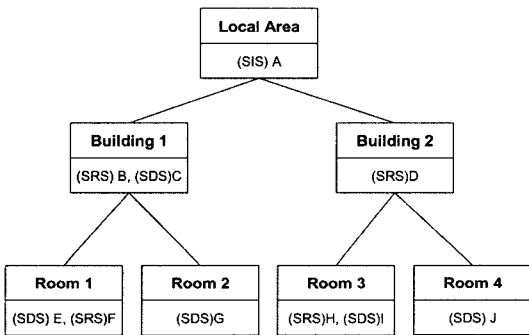 Local Area
(SIS) A
Building 1
(SRS) B, (SDS)C
Building 2
(SRS)D
Room 1
(SDS) E, (SRS)F
Room 2
(SDS)G
Room 3
(SRS)H, (SDS)I
Room 4
(SDS) J